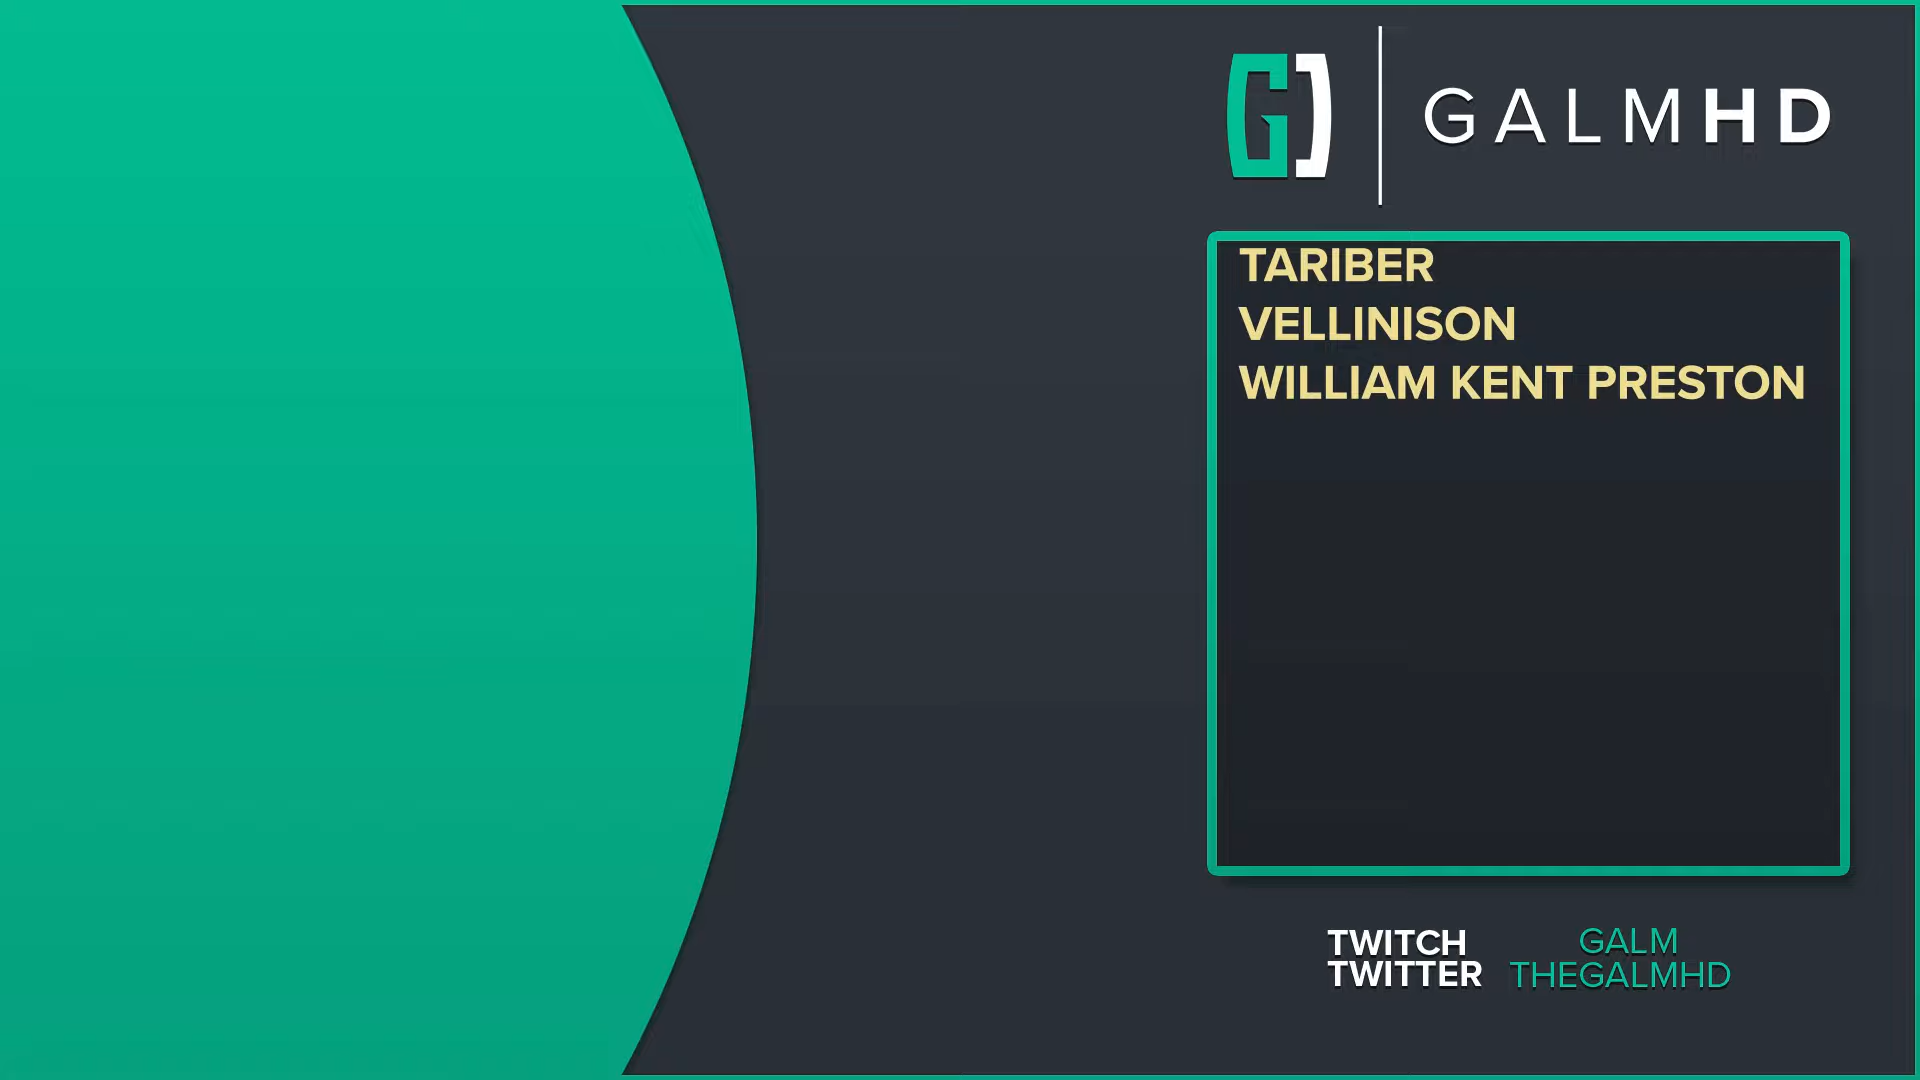 GALMHD
TARIBER
VELLINISON
WILLIAM KENT PRESTON
TWITCH GALM
TWITTER THEGALMHD